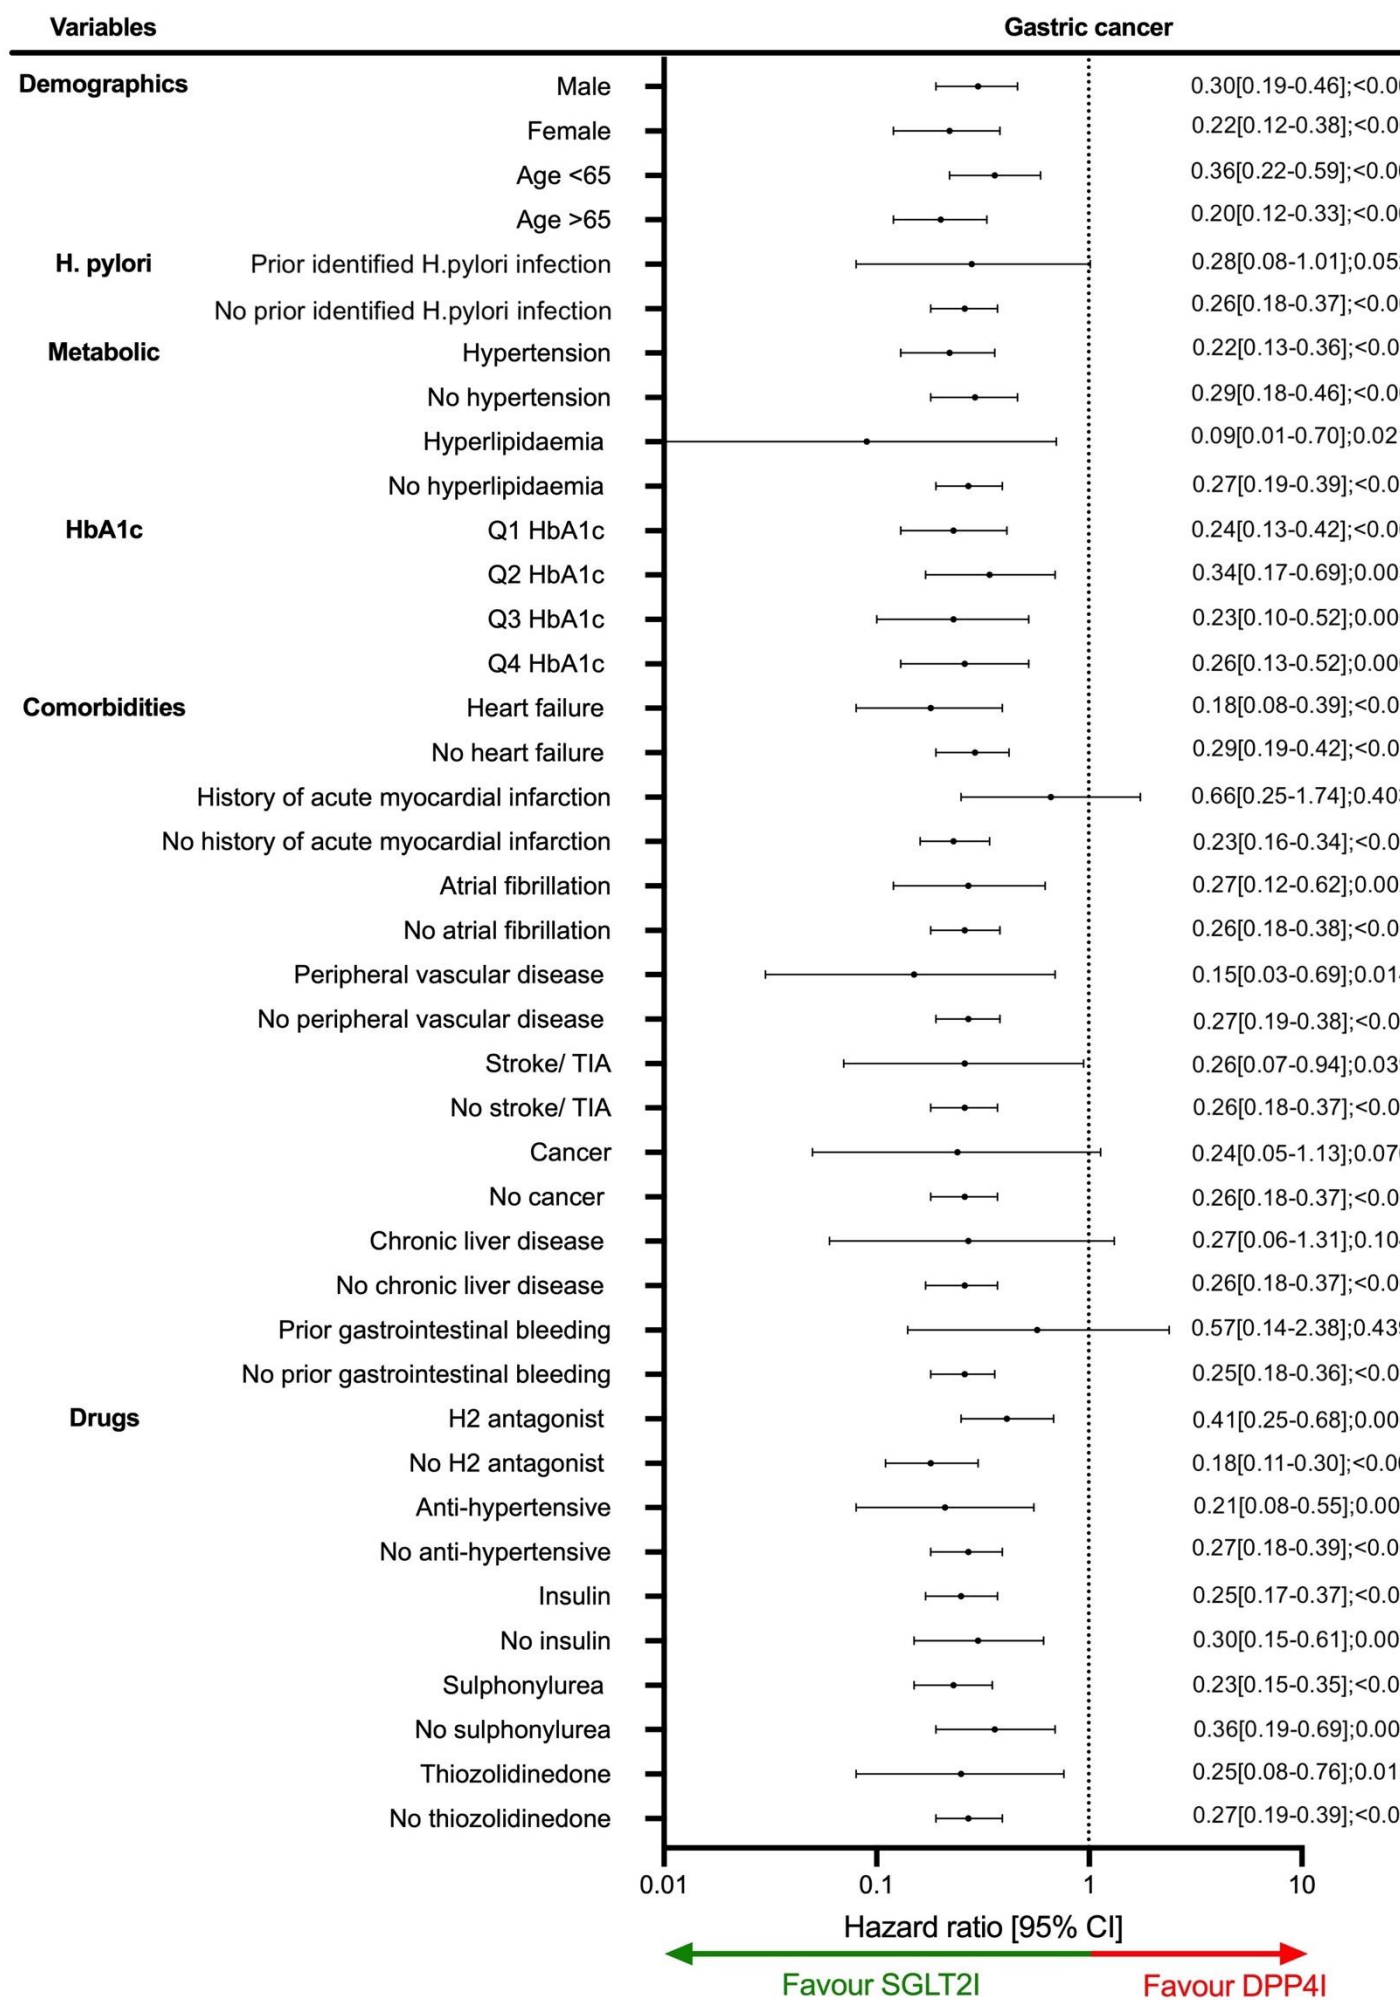 Variables Gastric cancer
Demographics Male 0.30[0.19-0.46];<0.0
Female 0.22[0.12-0.38];<0.0
Age <65 0.36[0.22-0.59];<0.0
Age >65 0.20[0.12-0.33];<0.0
H. pylori Prior identified H.pylori infection 0.28[0.08-1.01];0.05
No prior identified H.pylori infection 0.26[0.18-0.37];<0.0
Metabolic Hypertension 0.22[0.13-0.36];<0.0
No hypertension 0.29[0.18-0.46];<0.0
Hyperlipidaemia 0.09[0.01-0.70];0.02
No hyperlipidaemia 0.27[0.19-0.39];<0.0
HbA1c Q1 HbA1c 0.24[0.13-0.42];<0.0
Q2 HbA1c 0.34[0.17-0.69];0.00
Q3 HbA1c 0.23[0.10-0.52];0.00
Q4 HbA1c 0.26[0.13-0.52];0.00
Comorbidities Heart failure 0.18[0.08-0.39];<0.0
No heart failure 0.29[0.19-0.42];<0.0
History of acute myocardial infarction 0.66[0.25-1.74];0.40
No history of acute myocardial infarction 0.23[0.16-0.34];<0.0
Atrial fibrillation 0.27[0.12-0.62];0.00
No atrial fibrillation 0.26[0.18-0.38];<0.0
Peripheral vascular disease 0.15[0.03-0.69];0.01
No peripheral vascular disease 0.27[0.19-0.38];<0.0
Stroke/ TIA 0.26[0.07-0.94];0.03
No stroke/ TIA 0.26[0.18-0.37];<0.0
Cancer 0.24[0.05-1.13];0.07
No cancer 0.26[0.18-0.37];<0.0
Chronic liver disease 0.27[0.06-1.31];0.10
No chronic liver disease 0.26[0.18-0.37];<0.0
Prior gastrointestinal bleeding 0.57[0.14-2.38];0.43
No prior gastrointestinal bleeding 0.25[0.18-0.36];<0.0
Drugs H2 antagonist 0.41[0.25-0.68];0.00
No H2 antagonist 0.18[0.11-0.30];<0.0
Anti-hypertensive 0.21[0.08-0.55];0.00
No anti-hypertensive 0.27[0.18-0.39];<0.0
Insulin 0.25[0.17-0.37];<0.0
No insulin 0.30[0.15-0.61];0.00
Sulphonylurea 0.23[0.15-0.35];<0.0
No sulphonylurea 0.36[0.19-0.69];0.00
Thiozolidinedone 0.25[0.08-0.76];0.01
No thiozolidinedone 0.27[0.19-0.39];<0.0
0.01 0.1 1 10
Hazard ratio [95% CI]
Favour SGLT2I Favour DPP4I